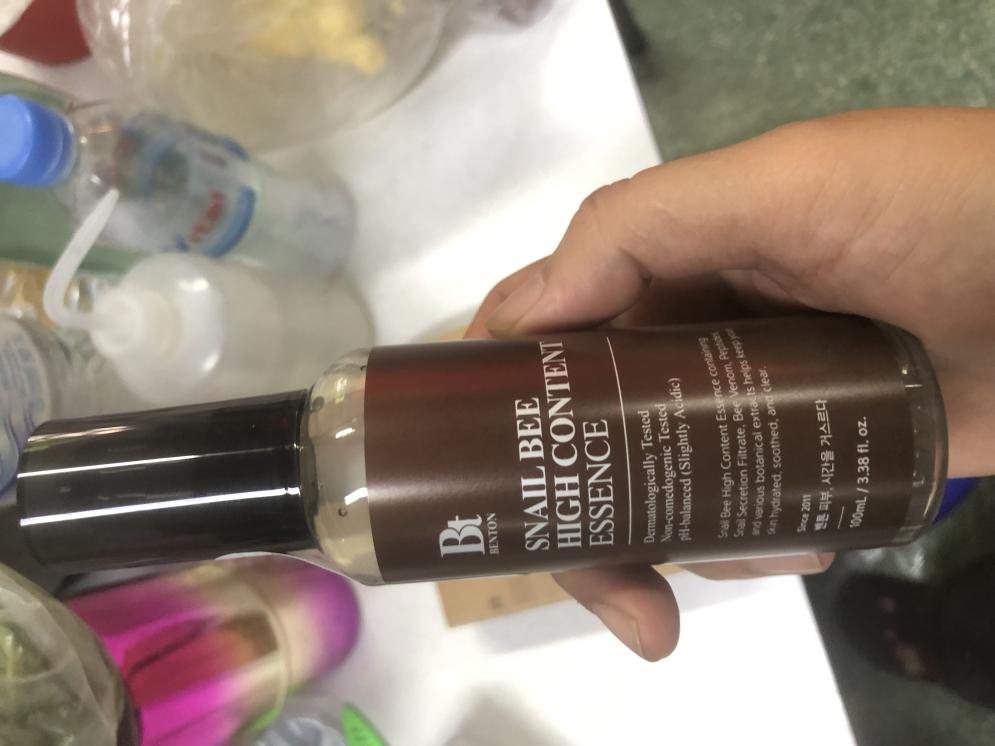 Bt
BENTON
SNAIL BEE
HIGH CONTENT
ESSENCE
Dermatologically Tested
Non-comedogenic Tested
pH-balanced (Slightly Acidic)
Snail Bee High Content Essence containing
Snail Secretion Filtrate, Bee Venom, Peptides
and various botanical extracts helps keep your
skin hydrated, soothed, and clear.
Since 2011
벤튼 피부, 시간을 거스르다
100mL / 3.38 fl. oz.